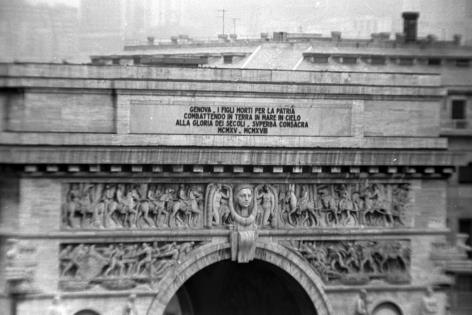 GENOVA , I FIGLI MORTI PER LA PATRIA
COMBATTENDO IN TERRA IN MARE IN CIELO
ALLA GLORIA DEI SECOLI , SVPERBA CONSACRA
MCMXV - MCMXVIII